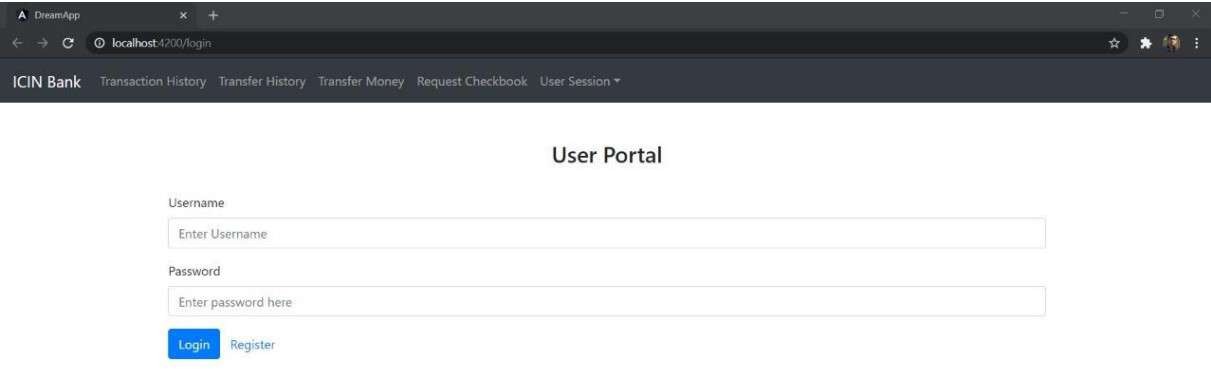 DreamApp
localhost:4200/login
ICIN Bank Transaction History Transfer History Transfer Money Request Checkbook User Session
User Portal
Username
Enter Username
Password
Enter password here
Login Register